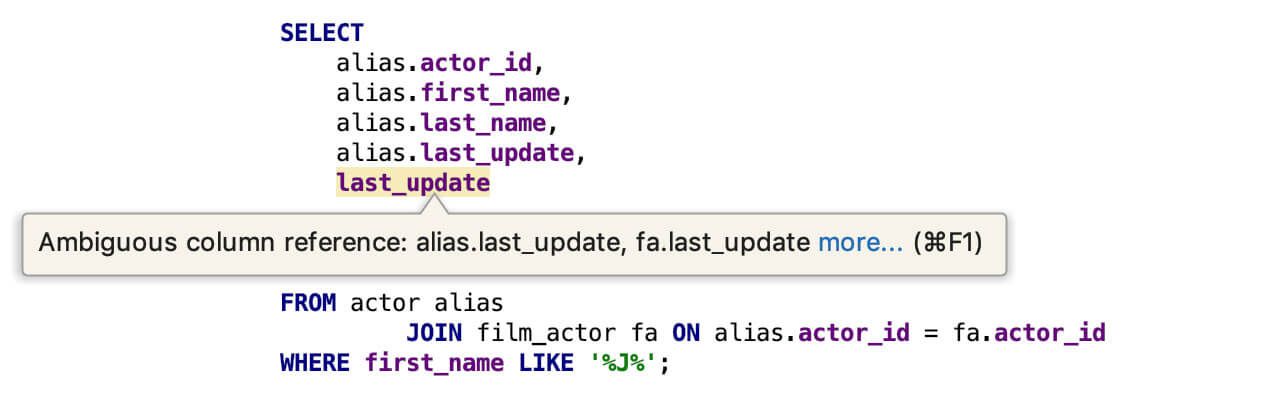 SELECT
alias.actor_id,
alias.first_name,
alias.last_name,
alias.last_update,
last_update
Ambiguous column reference: alias.last_update, fa.last_update more... (⌘F1)
FROM actor alias
JOIN film_actor fa ON alias.actor_id = fa.actor_id
WHERE first_name LIKE '%J%';